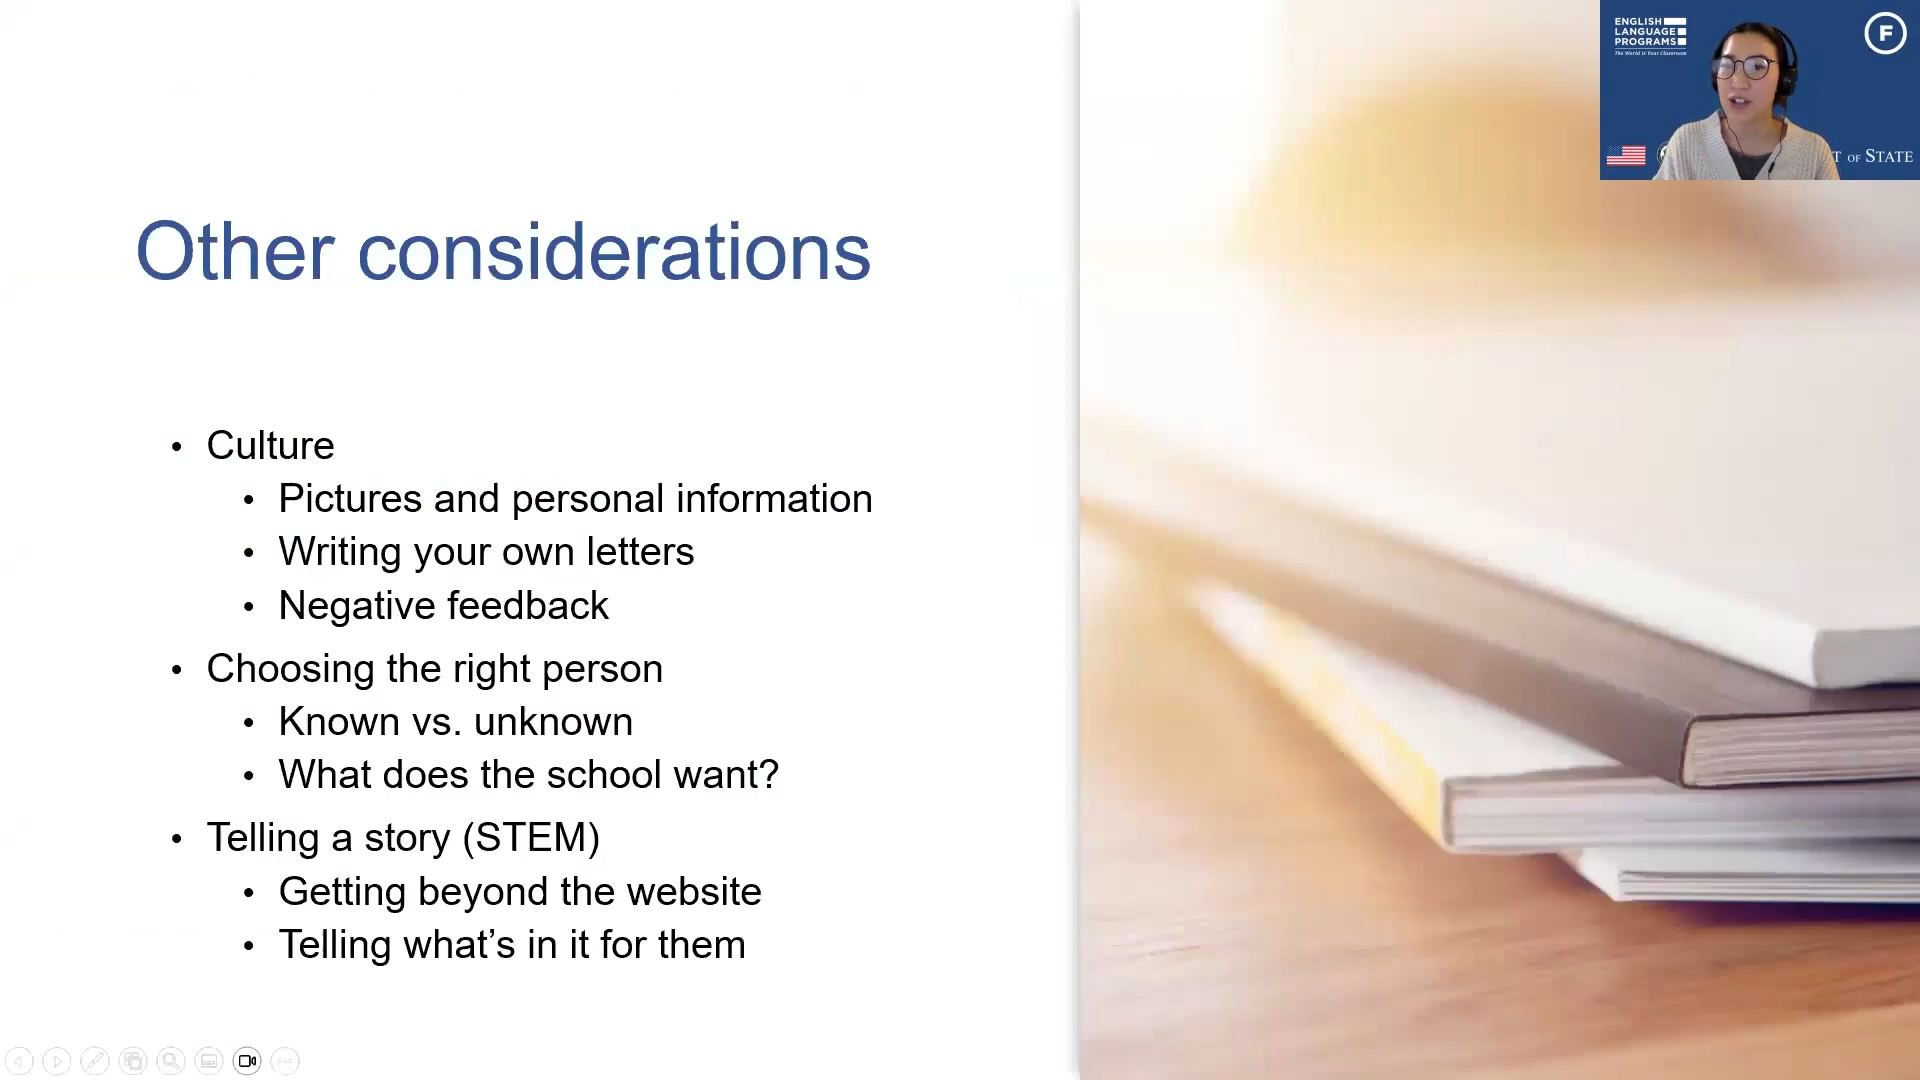 ENGLISH
LANGUAGE
PROGRAMS
The World is Your Classroom
F
T OF STATE
Other considerations
• Culture
• Pictures and personal information
• Writing your own letters
• Negative feedback
• Choosing the right person
• Known vs. unknown
• What does the school want?
• Telling a story (STEM)
• Getting beyond the website
• Telling what's in it for them